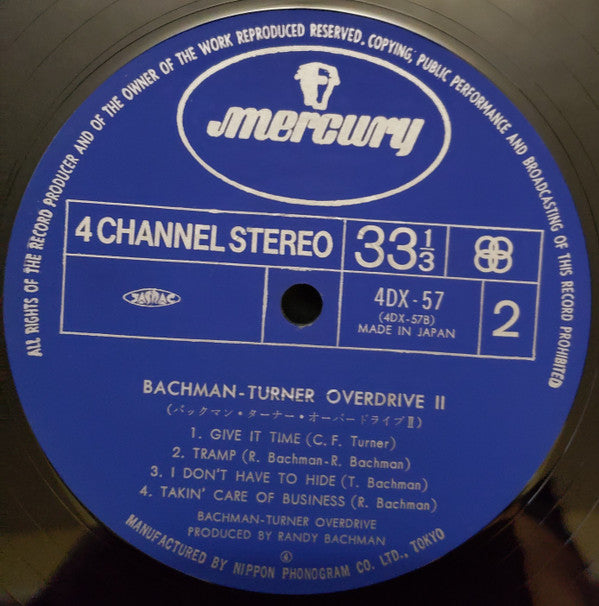 ALL RIGHTS OF THE RECORD PRODUCER AND OF THE OWNER OF THE WORK REPRODUCED RESERVED. COPYING, PUBLIC PERFORMANCE AND BROADCASTING OF THIS RECORD PROHIBITED
mercury
4 CHANNEL STEREO
33 1/3
JASRAC
4DX-57
(4DX-57B)
MADE IN JAPAN
2
BACHMAN-TURNER OVERDRIVE II
(バックマン・ターナー・オーバードライブⅡ)
1. GIVE IT TIME (C. F. Turner)
2. TRAMP (R. Bachman-R. Bachman)
3. I DON'T HAVE TO HIDE (T. Bachman)
4. TAKIN' CARE OF BUSINESS (R. Bachman)
BACHMAN-TURNER OVERDRIVE
PRODUCED BY RANDY BACHMAN
MANUFACTURED BY NIPPON PHONOGRAM CO. LTD., TOKYO